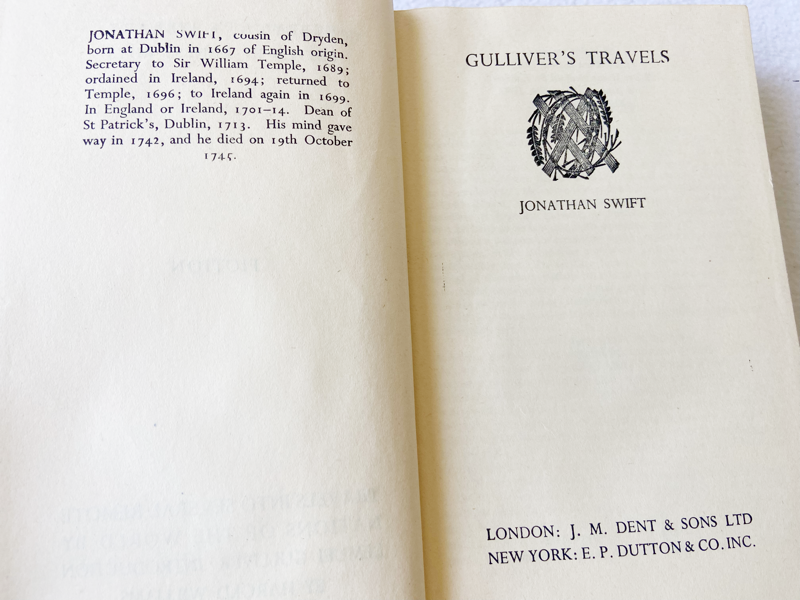 JONATHAN SWIFT, cousin of Dryden,
born at Dublin in 1667 of English origin.
Secretary to Sir William Temple, 1689;
ordained in Ireland, 1694; returned to
Temple, 1696; to Ireland again in 1699.
In England or Ireland, 1701–14. Dean of
St Patrick's, Dublin, 1713. His mind gave
way in 1742, and he died on 19th October
1745.
FICTION
GULLIVER'S TRAVELS
JONATHAN SWIFT
LONDON: J. M. DENT & SONS LTD
NEW YORK: E. P. DUTTON & CO. INC.